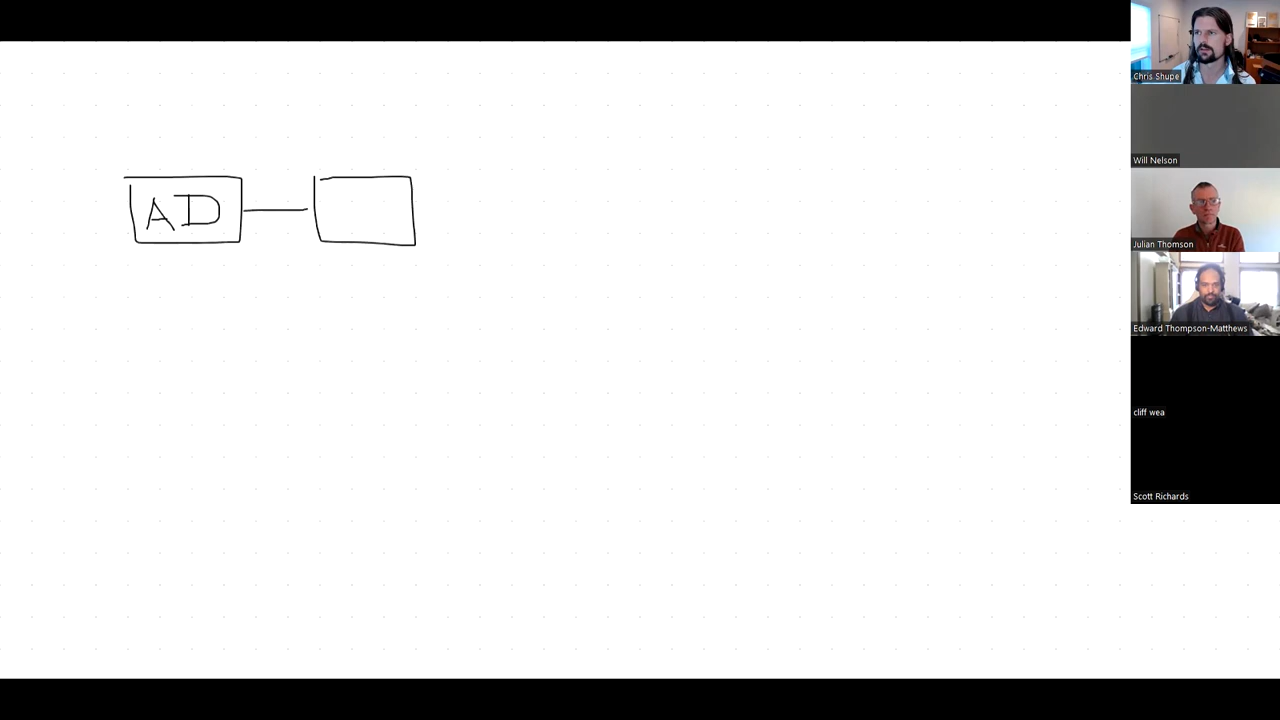 AD
Chris Shupe
Will Nelson
Julian Thomson
Edward Thompson-Matthews
cliff wea
Scott Richards